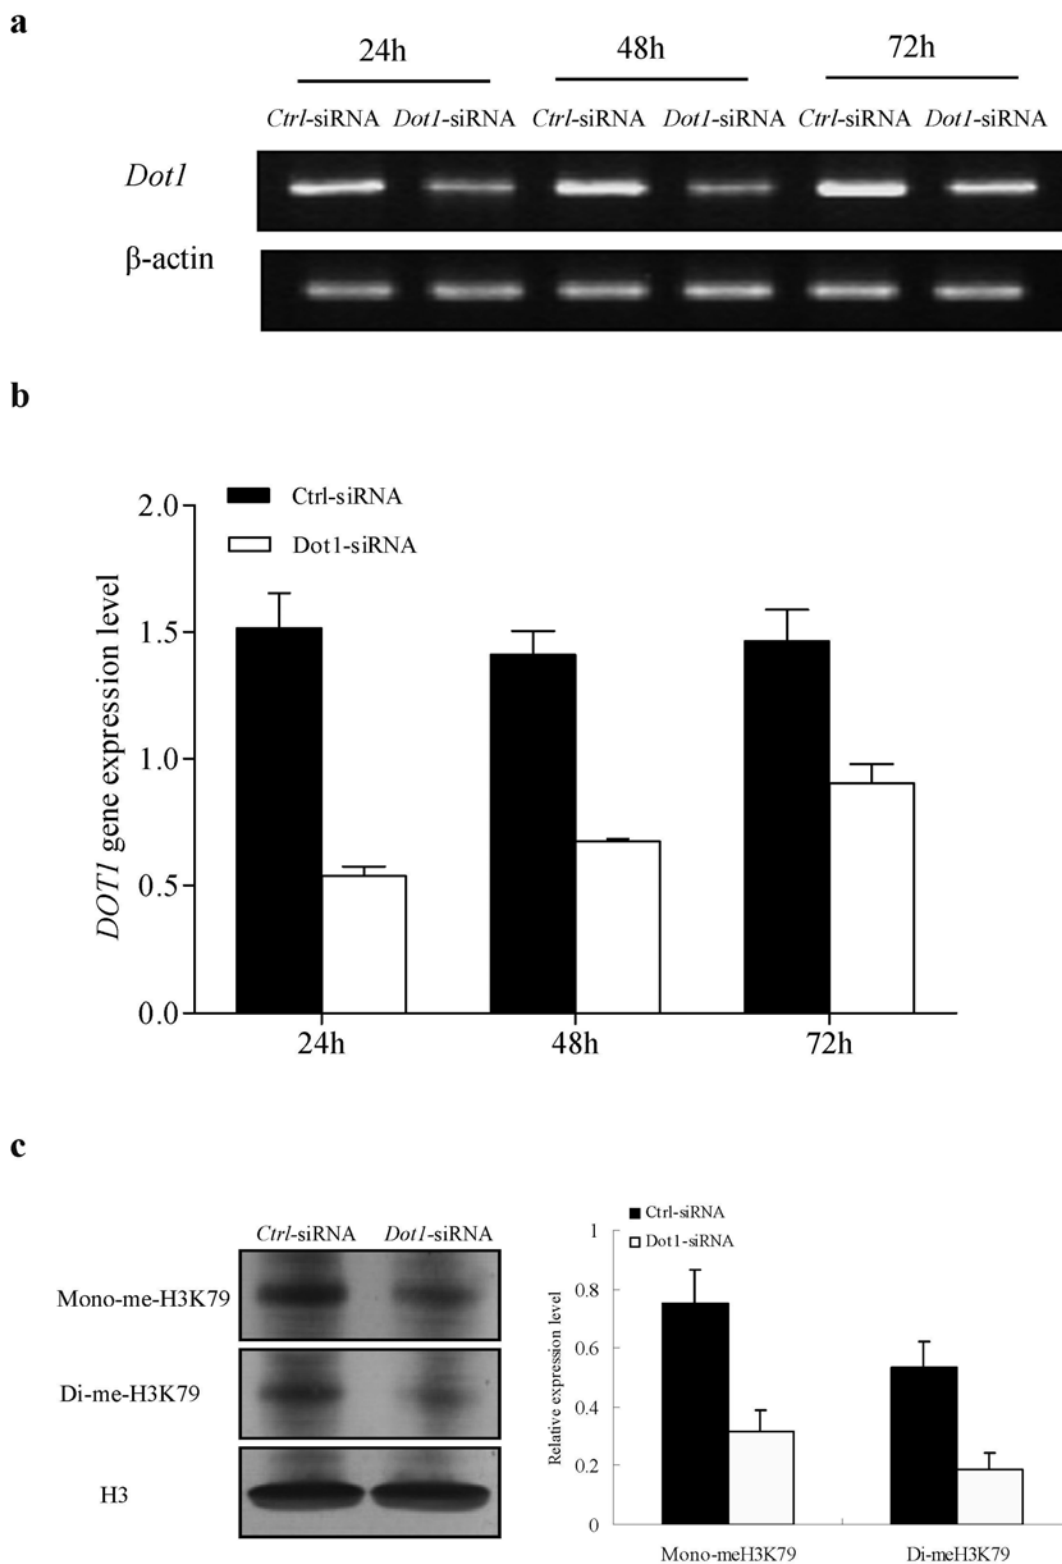 a
24h 48h 72h
Ctrl-siRNA Dot1-siRNA Ctrl-siRNA Dot1-siRNA Ctrl-siRNA Dot1-siRNA
Dot1
β-actin
b
Ctrl-siRNA
Dot1-siRNA
DOT1 gene expression level
2.0
1.5
1.0
0.5
0.0
24h 48h 72h
c
Ctrl-siRNA Dot1-siRNA
Mono-me-H3K79
Di-me-H3K79
H3
Ctrl-siRNA
Dot1-siRNA
Relative expression level
1
0.8
0.6
0.4
0.2
0
Mono-meH3K79 Di-meH3K79